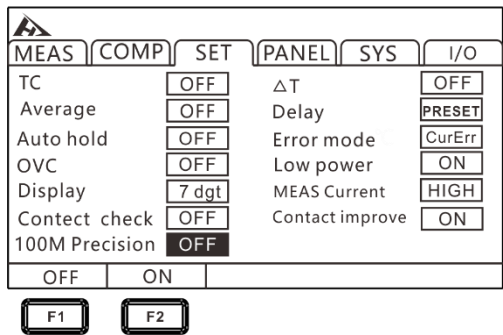 MEAS COMP SET PANEL SYS I/O
TC OFF △T OFF
Average OFF Delay PRESET
Auto hold OFF Error mode CurErr
OVC OFF Low power ON
Display 7 dgt MEAS Current HIGH
Contect check OFF Contact improve ON
100M Precision OFF
OFF ON
F1 F2